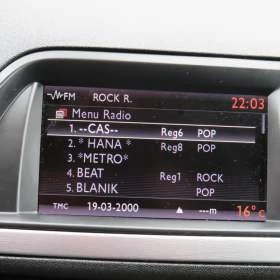 FM ROCK R. 22:03
Menu Radio
1. --CAS-- Reg6 POP
2. * HANA * Reg8 POP
3. *METRO*
4. BEAT Reg1 ROCK
5. BLANIK POP
TMC 19-03-2000 ▲ ---m 16°c